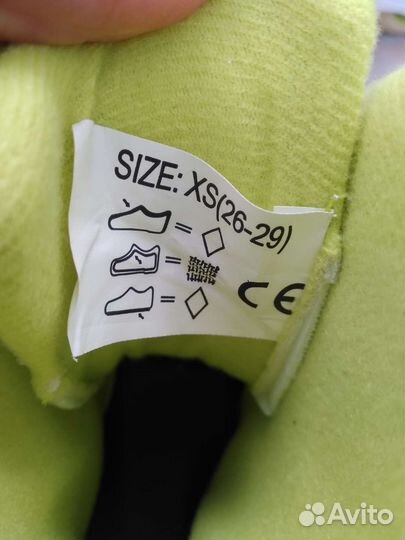 SIZE: XS(26-29)
=
=
=
CE
Avito